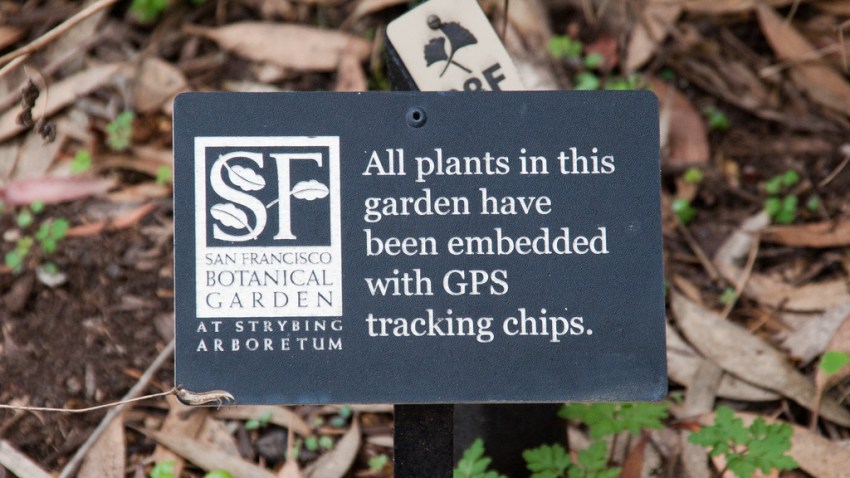 8F
SF
SAN FRANCISCO
BOTANICAL
GARDEN
AT STRYBING
ARBORETUM
All plants in this
garden have
been embedded
with GPS
tracking chips.